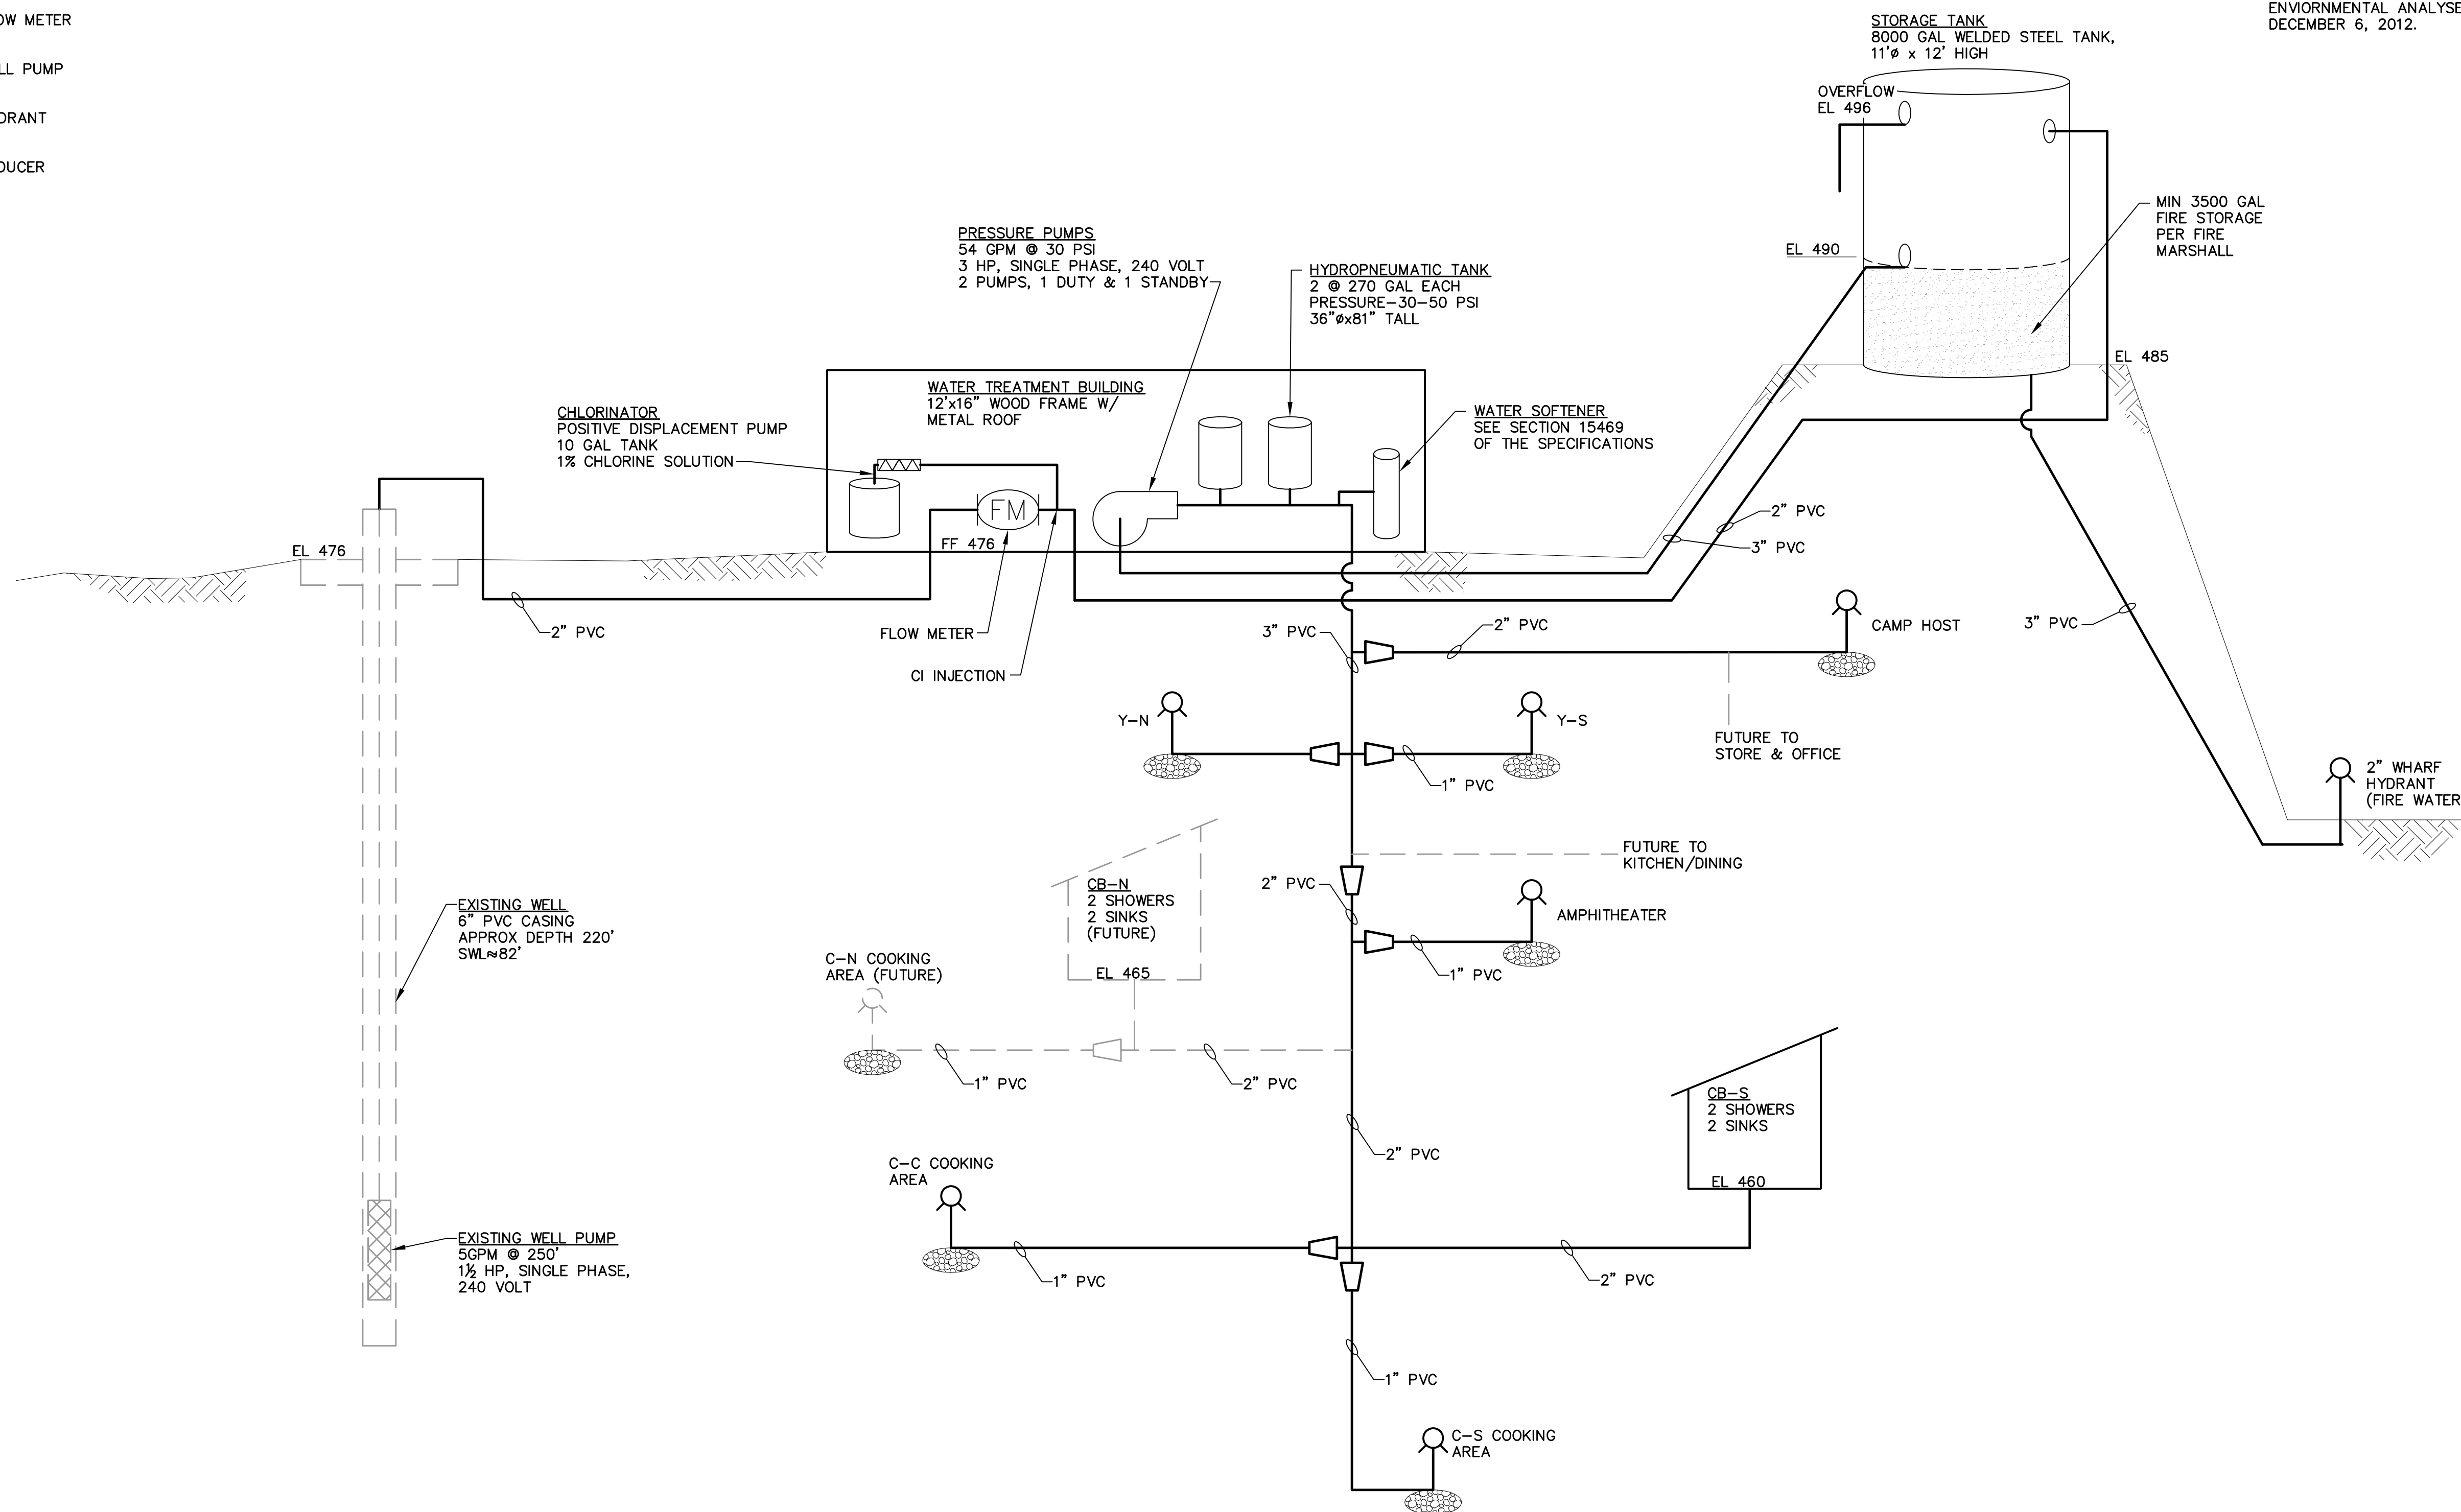 OW METER
LL PUMP
DRANT
DUCER
ENVIORNMENTAL ANALYSE
DECEMBER 6, 2012.
STORAGE TANK
8000 GAL WELDED STEEL TANK,
11'ø x 12' HIGH
OVERFLOW
EL 496
EL 490
MIN 3500 GAL
FIRE STORAGE
PER FIRE
MARSHALL
EL 485
PRESSURE PUMPS
54 GPM @ 30 PSI
3 HP, SINGLE PHASE, 240 VOLT
2 PUMPS, 1 DUTY & 1 STANDBY
HYDROPNEUMATIC TANK
2 @ 270 GAL EACH
PRESSURE-30-50 PSI
36"øx81" TALL
WATER TREATMENT BUILDING
12'x16" WOOD FRAME W/
METAL ROOF
CHLORINATOR
POSITIVE DISPLACEMENT PUMP
10 GAL TANK
1% CHLORINE SOLUTION
WATER SOFTENER
SEE SECTION 15469
OF THE SPECIFICATIONS
FM
FF 476
EL 476
2" PVC
3" PVC
2" PVC
FLOW METER
CI INJECTION
3" PVC
2" PVC
CAMP HOST
3" PVC
Y-N
Y-S
FUTURE TO
STORE & OFFICE
1" PVC
2" WHARF
HYDRANT
(FIRE WATER
FUTURE TO
KITCHEN/DINING
CB-N
2 SHOWERS
2 SINKS
(FUTURE)
EL 465
2" PVC
AMPHITHEATER
1" PVC
EXISTING WELL
6" PVC CASING
APPROX DEPTH 220'
SWL≈82'
C-N COOKING
AREA (FUTURE)
1" PVC
2" PVC
CB-S
2 SHOWERS
2 SINKS
EL 460
2" PVC
C-C COOKING
AREA
1" PVC
2" PVC
EXISTING WELL PUMP
5GPM @ 250'
1½ HP, SINGLE PHASE,
240 VOLT
1" PVC
C-S COOKING
AREA